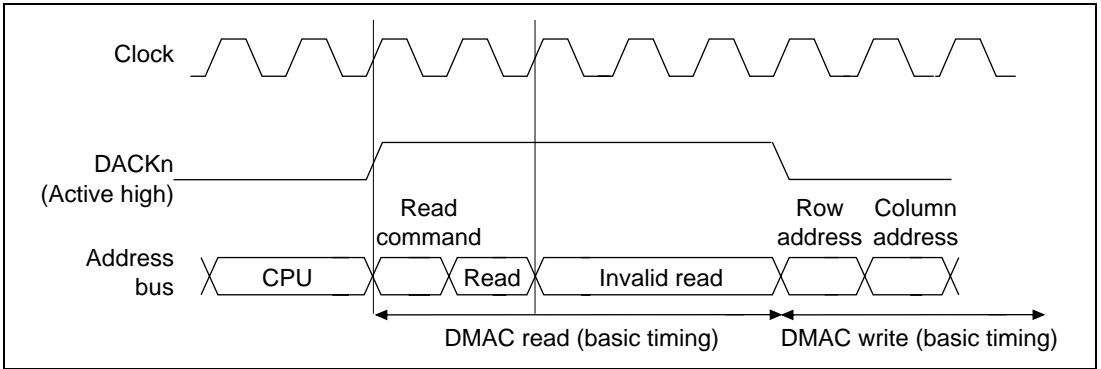 Clock
DACKn
(Active high)
Read
command
Row
address
Column
address
Address
bus
CPU
Read
Invalid read
DMAC read (basic timing)
DMAC write (basic timing)